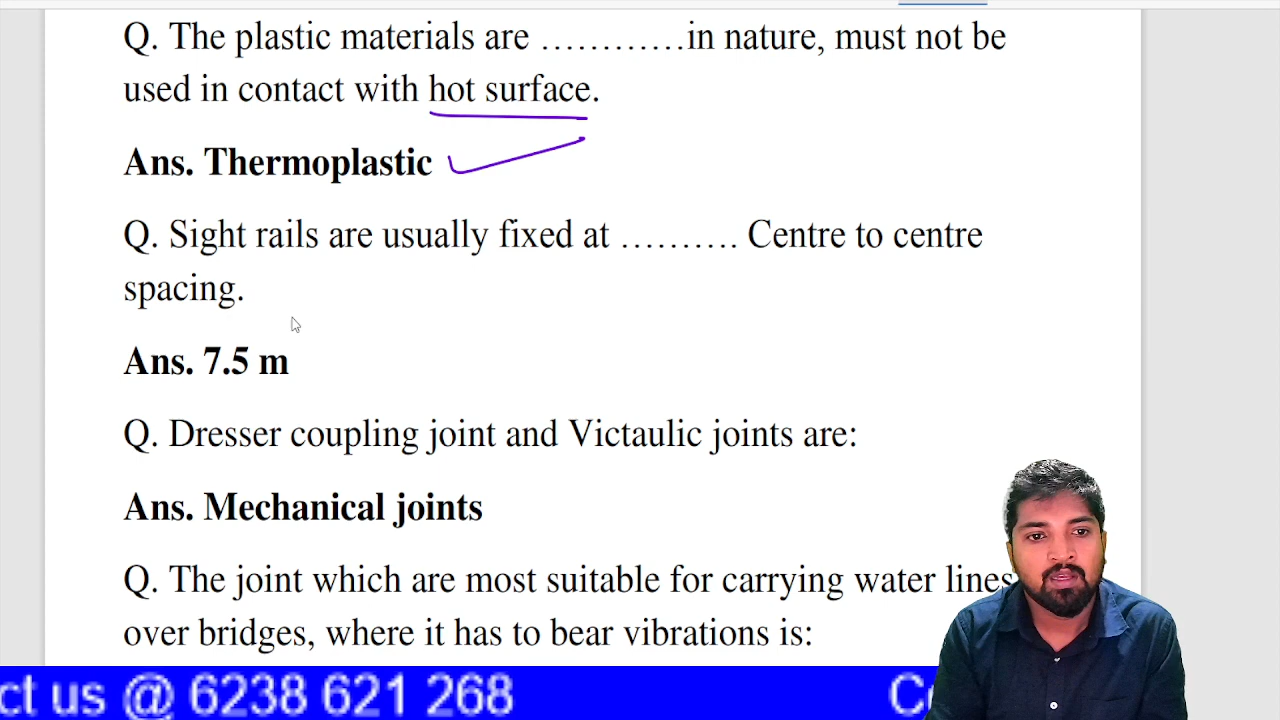 Q. The plastic materials are …………in nature, must not be
used in contact with hot surface.
Ans. Thermoplastic
Q. Sight rails are usually fixed at ………. Centre to centre
spacing.
Ans. 7.5 m
Q. Dresser coupling joint and Victaulic joints are:
Ans. Mechanical joints
Q. The joint which are most suitable for carrying water lines
over bridges, where it has to bear vibrations is:
ct us @ 6238 621 268